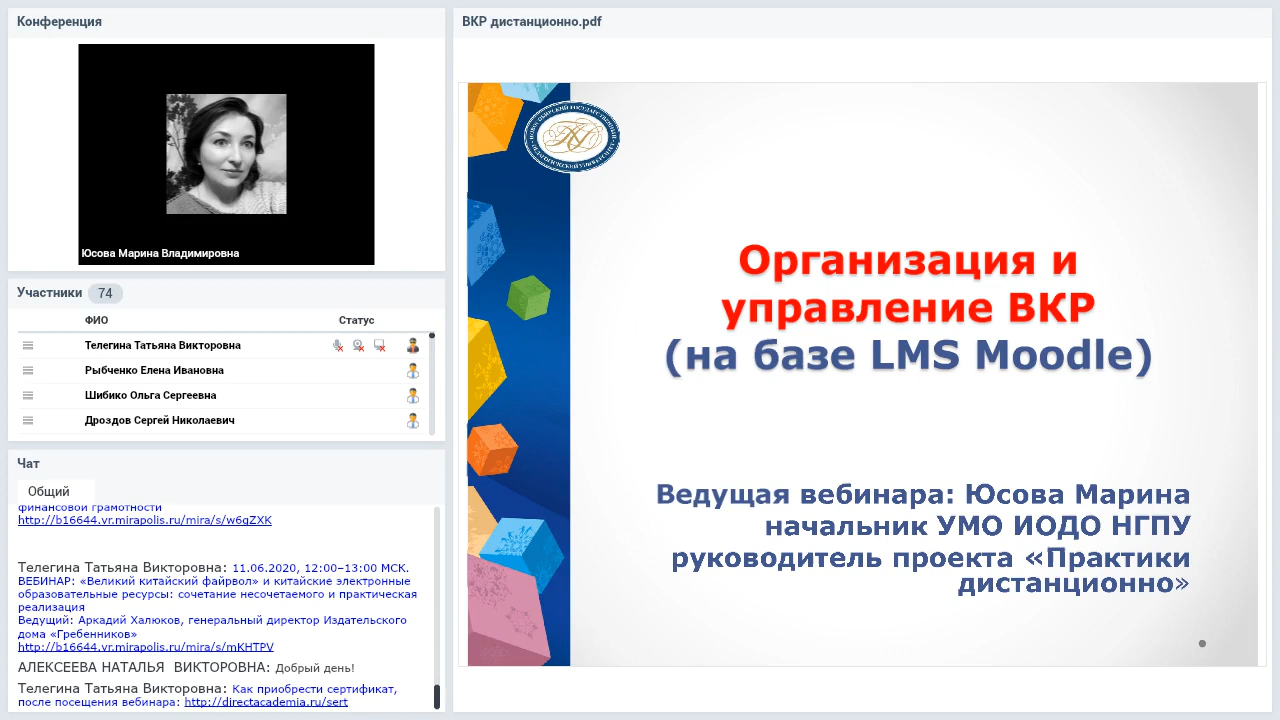 Конференция
Юсова Марина Владимировна
Участники 74
ФИО Статус
Телегина Татьяна Викторовна
Рыбченко Елена Ивановна
Шибико Ольга Сергеевна
Дроздов Сергей Николаевич
Чат
Общий
финансовой грамотности
http://b16644.vr.mirapolis.ru/mira/s/w6qZXK
Телегина Татьяна Викторовна: 11.06.2020, 12:00–13:00 МСК.
ВЕБИНАР: «Великий китайский файрвол» и китайские электронные
образовательные ресурсы: сочетание несочетаемого и практическая
реализация
Ведущий: Аркадий Халюков, генеральный директор Издательского
дома «Гребенников»
http://b16644.vr.mirapolis.ru/mira/s/mKHTPV
АЛЕКСЕЕВА НАТАЛЬЯ ВИКТОРОВНА: Добрый день!
Телегина Татьяна Викторовна: Как приобрести сертификат,
после посещения вебинара: http://directacademia.ru/sert
ВКР дистанционно.pdf
Организация и
управление ВКР
(на базе LMS Moodle)
Ведущая вебинара: Юсова Марина
начальник УМО ИОДО НГПУ
руководитель проекта «Практики
дистанционно»